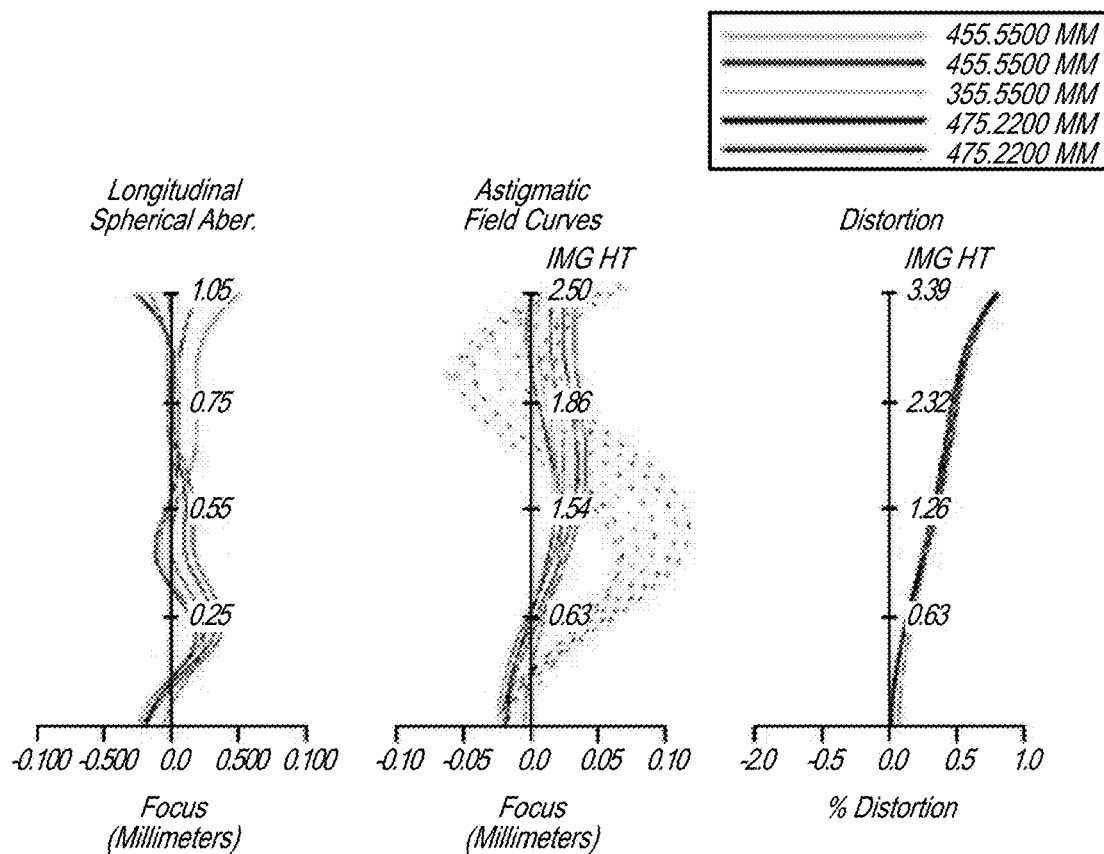 455.5500 MM
455.5500 MM
355.5500 MM
475.2200 MM
475.2200 MM
Longitudinal
Spherical Aber.
1.05
0.75
0.55
0.25
-0.100 -0.500 0.0 0.500 0.100
Focus
(Millimeters)
Astigmatic
Field Curves
IMG HT
2.50
1.86
1.54
0.63
-0.10 -0.05 0.0 0.05 0.10
Focus
(Millimeters)
Distortion
IMG HT
3.39
2.32
1.26
0.63
-2.0 -0.5 0.0 0.5 1.0
% Distortion